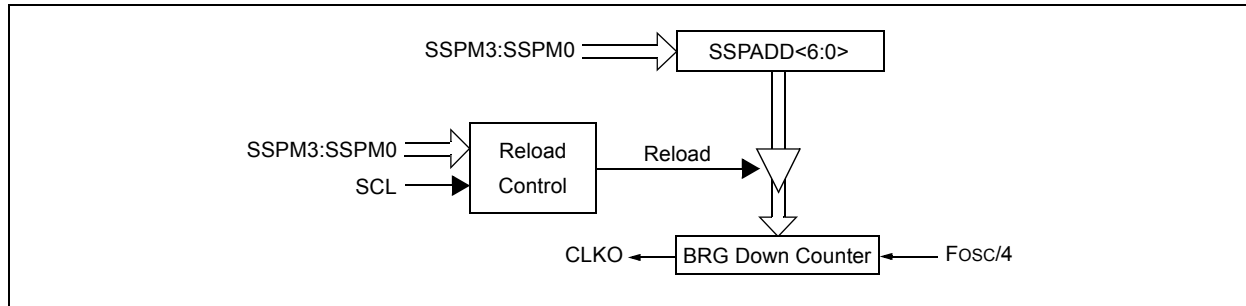 SSPM3:SSPM0
SSPADD<6:0>
SSPM3:SSPM0
SCL
Reload
Control
Reload
CLKO
BRG Down Counter
FOSC/4